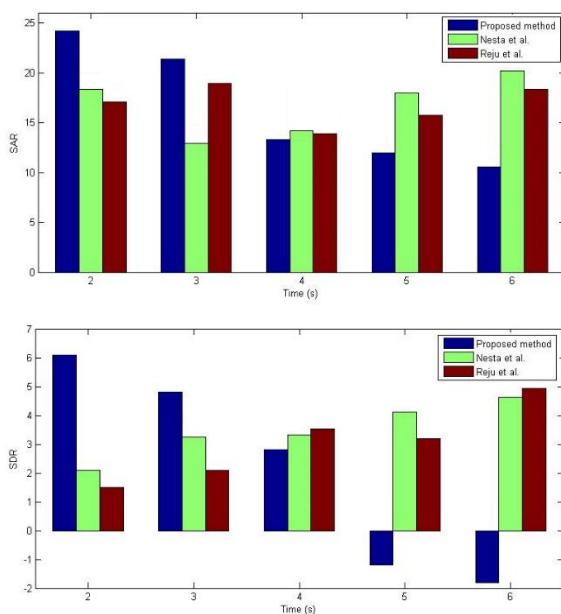 25
20
15
10
5
0
SAR
2 3 4 5 6
Time (s)
Proposed method
Nesta et al.
Reju et al.
7
6
5
4
3
2
1
0
-1
-2
SDR
2 3 4 5 6
Time (s)
Proposed method
Nesta et al.
Reju et al.